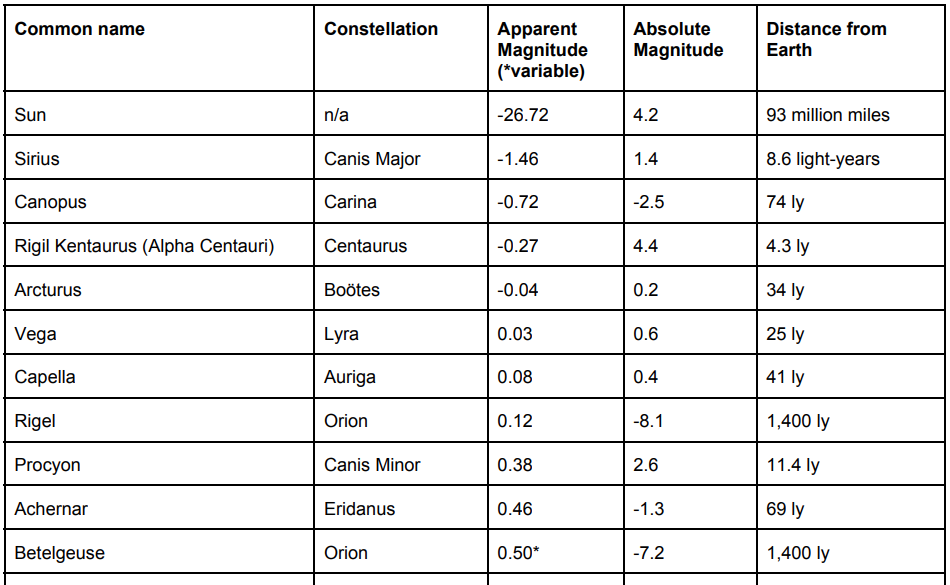 Common name Constellation Apparent Magnitude (*variable) Absolute Magnitude Distance from Earth
Sun n/a -26.72 4.2 93 million miles
Sirius Canis Major -1.46 1.4 8.6 light-years
Canopus Carina -0.72 -2.5 74 ly
Rigil Kentaurus (Alpha Centauri) Centaurus -0.27 4.4 4.3 ly
Arcturus Boötes -0.04 0.2 34 ly
Vega Lyra 0.03 0.6 25 ly
Capella Auriga 0.08 0.4 41 ly
Rigel Orion 0.12 -8.1 1,400 ly
Procyon Canis Minor 0.38 2.6 11.4 ly
Achernar Eridanus 0.46 -1.3 69 ly
Betelgeuse Orion 0.50* -7.2 1,400 ly